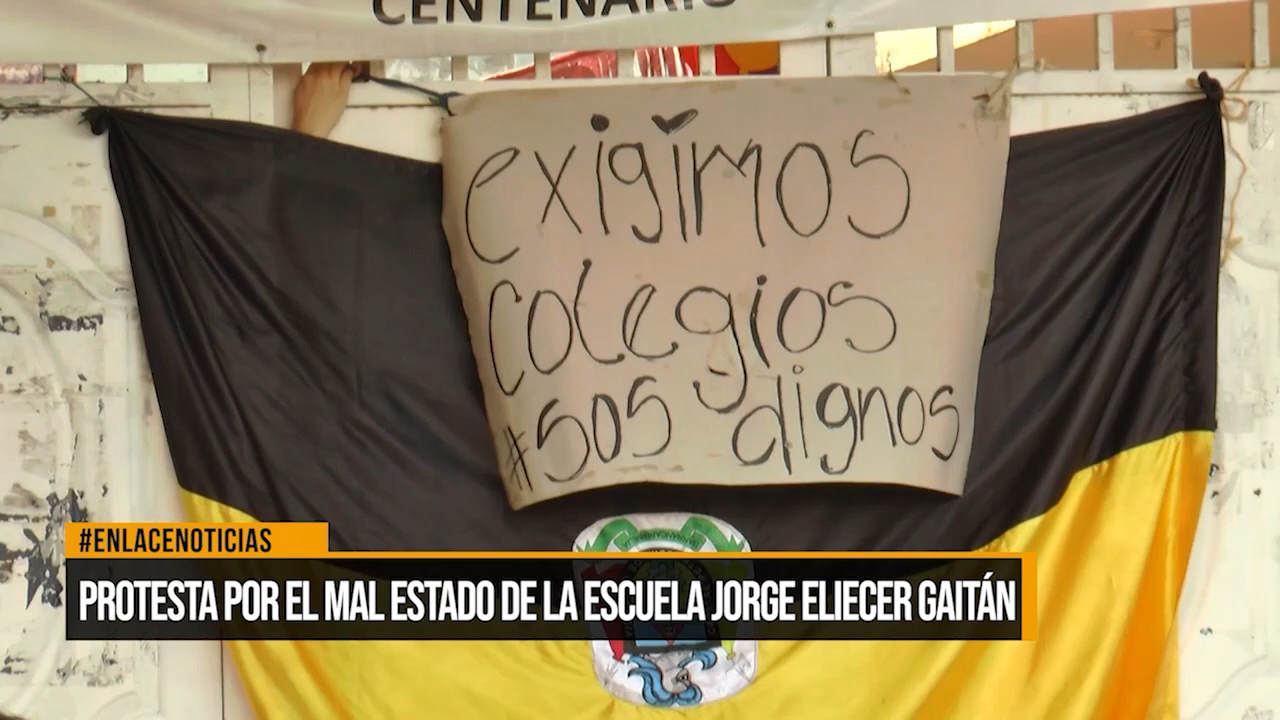 CENTENARIO
exigimos
colegios
#SOS dignos
#ENLACENOTICIAS
PROTESTA POR EL MAL ESTADO DE LA ESCUELA JORGE ELIECER GAITÁN